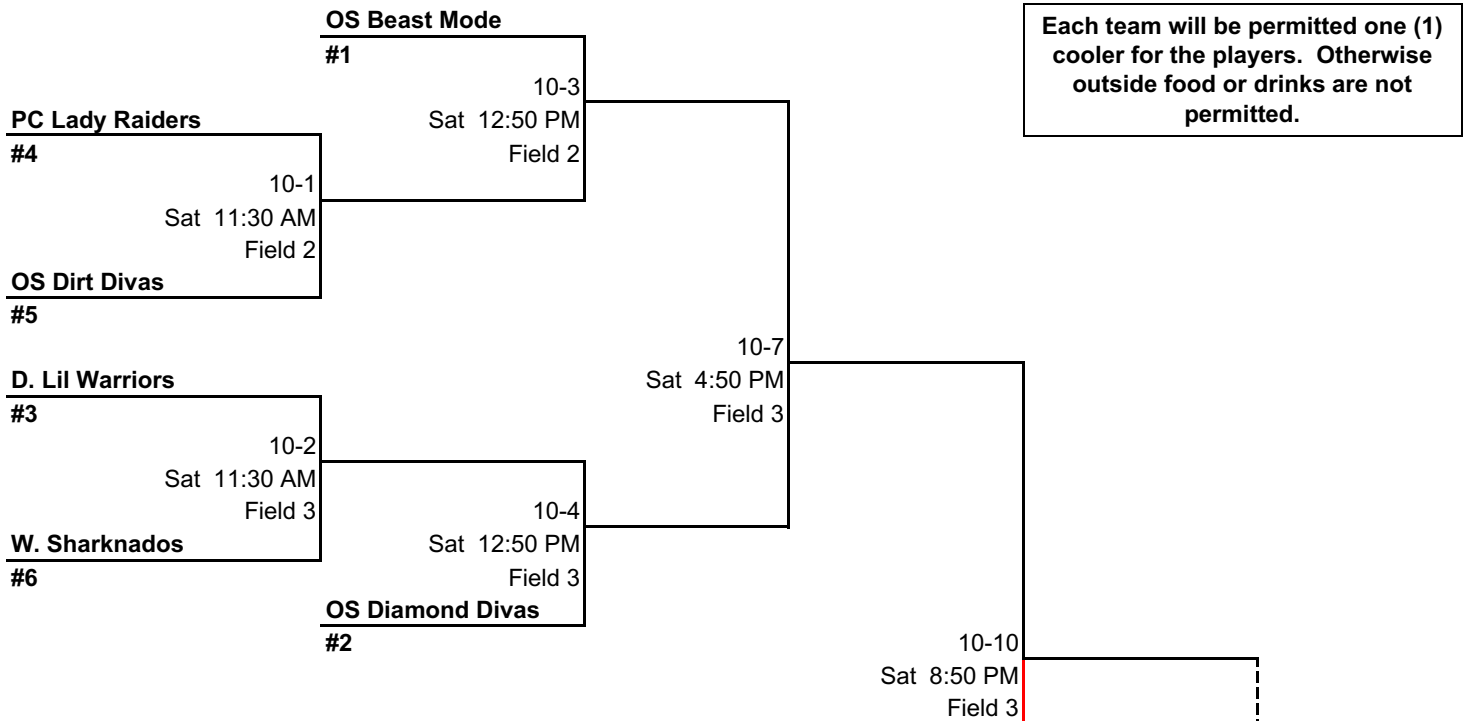 OS Beast Mode
#1
10-3
Sat 12:50 PM
Field 2
PC Lady Raiders
#4
10-1
Sat 11:30 AM
Field 2
OS Dirt Divas
#5
D. Lil Warriors
#3
10-2
Sat 11:30 AM
Field 3
W. Sharknados
#6
10-4
Sat 12:50 PM
Field 3
OS Diamond Divas
#2
10-7
Sat 4:50 PM
Field 3
10-10
Sat 8:50 PM
Field 3
Each team will be permitted one (1)
cooler for the players. Otherwise
outside food or drinks are not
permitted.